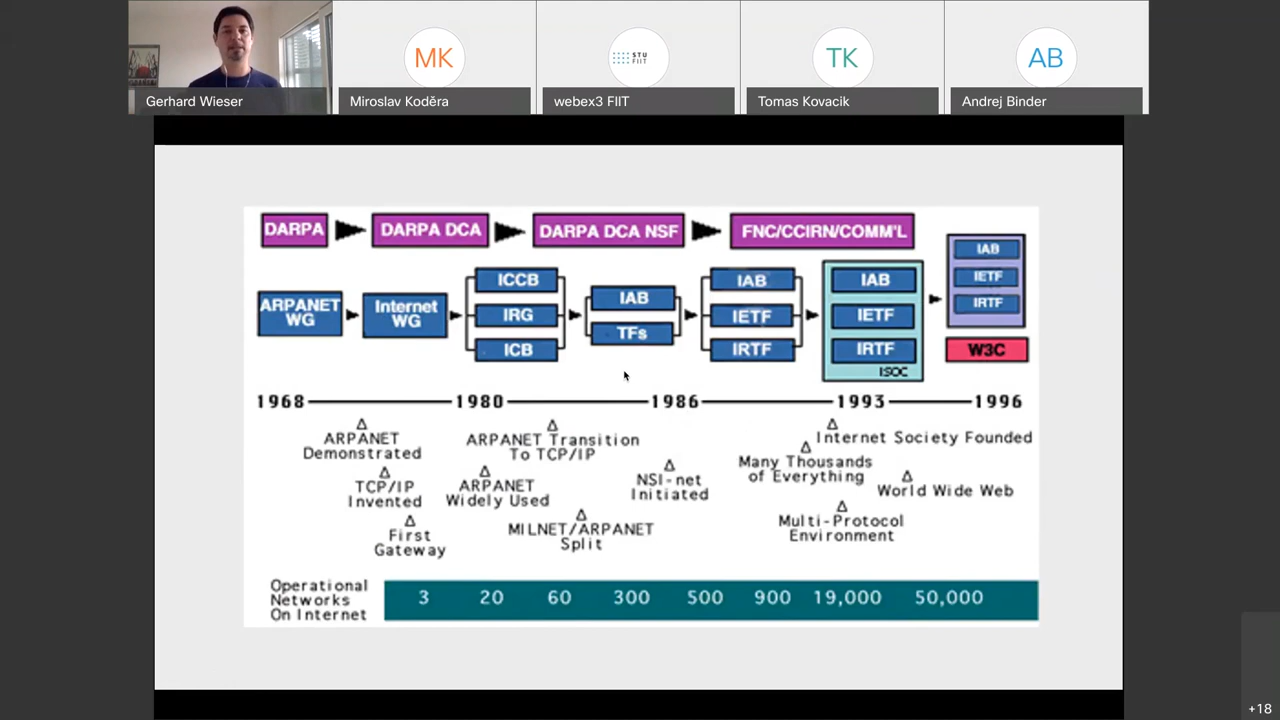 MK
STU
FIIT
TK
AB
Gerhard Wieser
Miroslav Koděra
webex3 FIIT
Tomas Kovacik
Andrej Binder
DARPA
DARPA DCA
DARPA DCA NSF
FNC/CCIRN/COMM'L
ARPANET
WG
Internet
WG
ICCB
IRG
ICB
IAB
TFs
IAB
IETF
IRTF
IAB
IETF
IRTF
ISOC
IAB
IETF
IRTF
W3C
1968
1980
1986
1993
1996
ARPANET
Demonstrated
TCP/IP
Invented
First
Gateway
ARPANET
Widely Used
ARPANET Transition
To TCP/IP
MILNET/ARPANET
Split
NSI-net
Initiated
Many Thousands
of Everything
Internet Society Founded
World Wide Web
Multi-Protocol
Environment
Operational
Networks
On Internet
3 20 60 300 500 900 19,000 50,000
+18